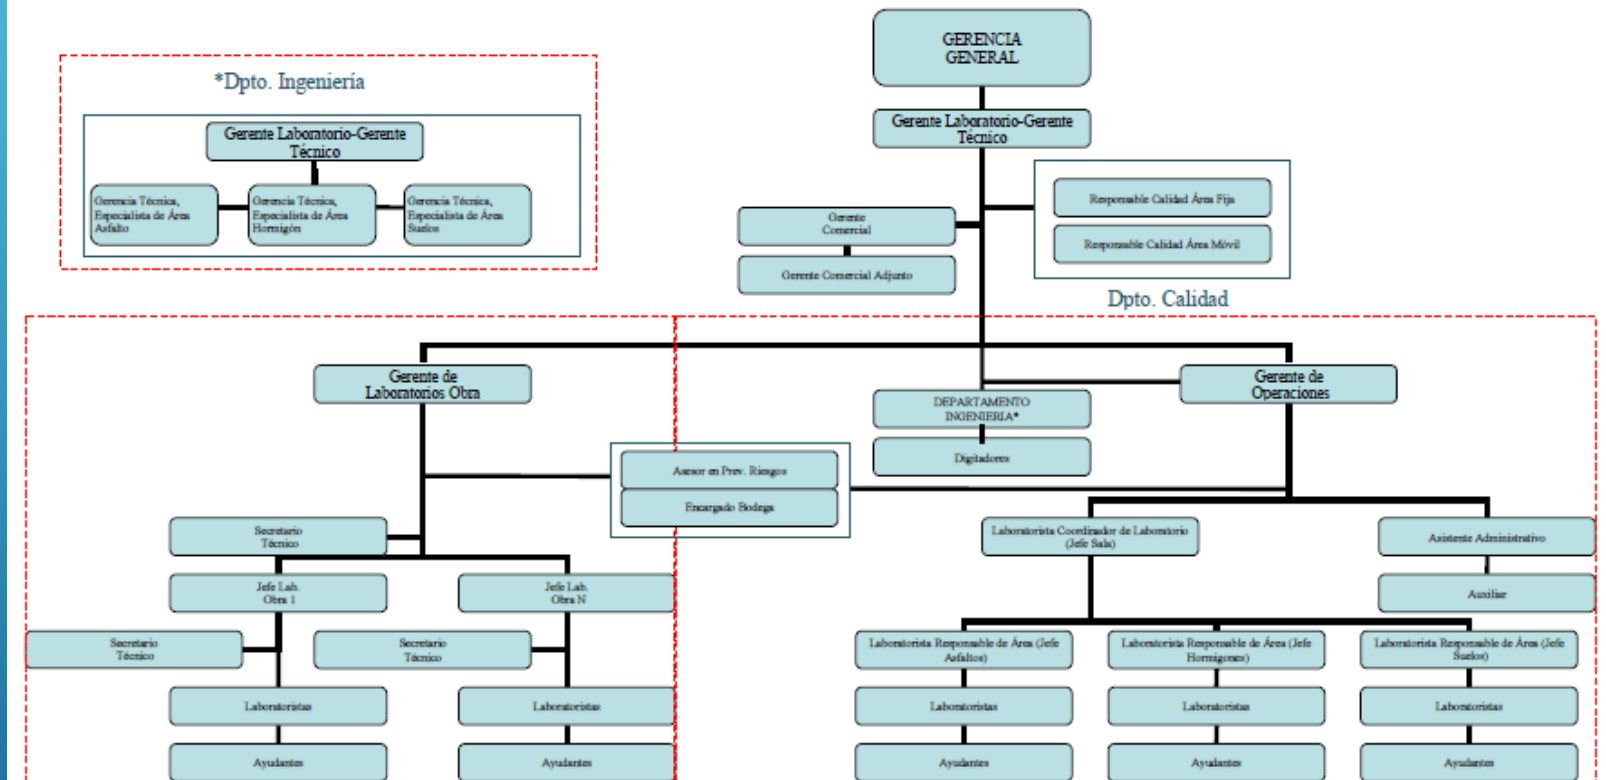 GERENCIA
GENERAL
*Dpto. Ingeniería
Gerente Laboratorio-Gerente
Técnico
Gerencia Técnica,
Especialista de Área
Asfalto
Gerencia Técnica,
Especialista de Área
Hormigón
Gerencia Técnica,
Especialista de Área
Suelos
Gerente Laboratorio-Gerente
Técnico
Responsable Calidad Área Fija
Responsable Calidad Área Móvil
Dpto. Calidad
Gerente
Comercial
Gerente Comercial Adjunto
Gerente de
Laboratorios Obra
DEPARTAMENTO
INGENIERIA*
Digitadores
Gerente de
Operaciones
Asesor en Prev. Riesgos
Encargado Bodega
Secretario
Técnico
Jefe Lab.
Obra 1
Jefe Lab.
Obra N
Secretario
Técnico
Secretario
Técnico
Laboratoristas
Laboratoristas
Ayudantes
Ayudantes
Laboratorista Coordinador de Laboratorio
(Jefe Sala)
Asistente Administrativo
Auxiliar
Laboratorista Responsable de Área (Jefe
Asfaltos)
Laboratorista Responsable de Área (Jefe
Hormigones)
Laboratorista Responsable de Área (Jefe
Suelos)
Laboratoristas
Laboratoristas
Laboratoristas
Ayudantes
Ayudantes
Ayudantes